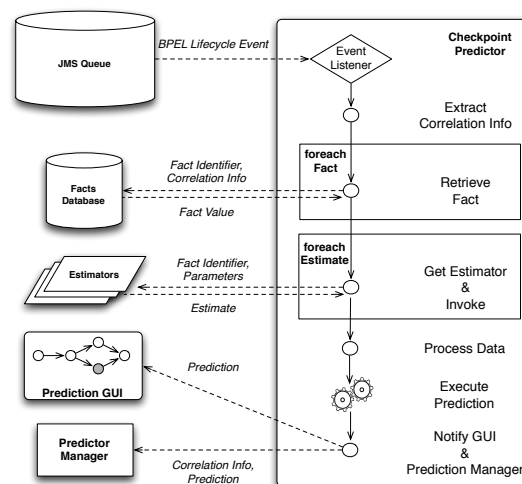 JMS Queue
BPEL Lifecycle Event
Event
Listener
Checkpoint
Predictor
Extract
Correlation Info
foreach
Fact
Facts
Database
Fact Identifier,
Correlation Info
Fact Value
Retrieve
Fact
foreach
Estimate
Estimators
Fact Identifier,
Parameters
Estimate
Get Estimator
&
Invoke
Process Data
Prediction GUI
Prediction
Execute
Prediction
Predictor
Manager
Correlation Info,
Prediction
Notify GUI
&
Prediction Manager